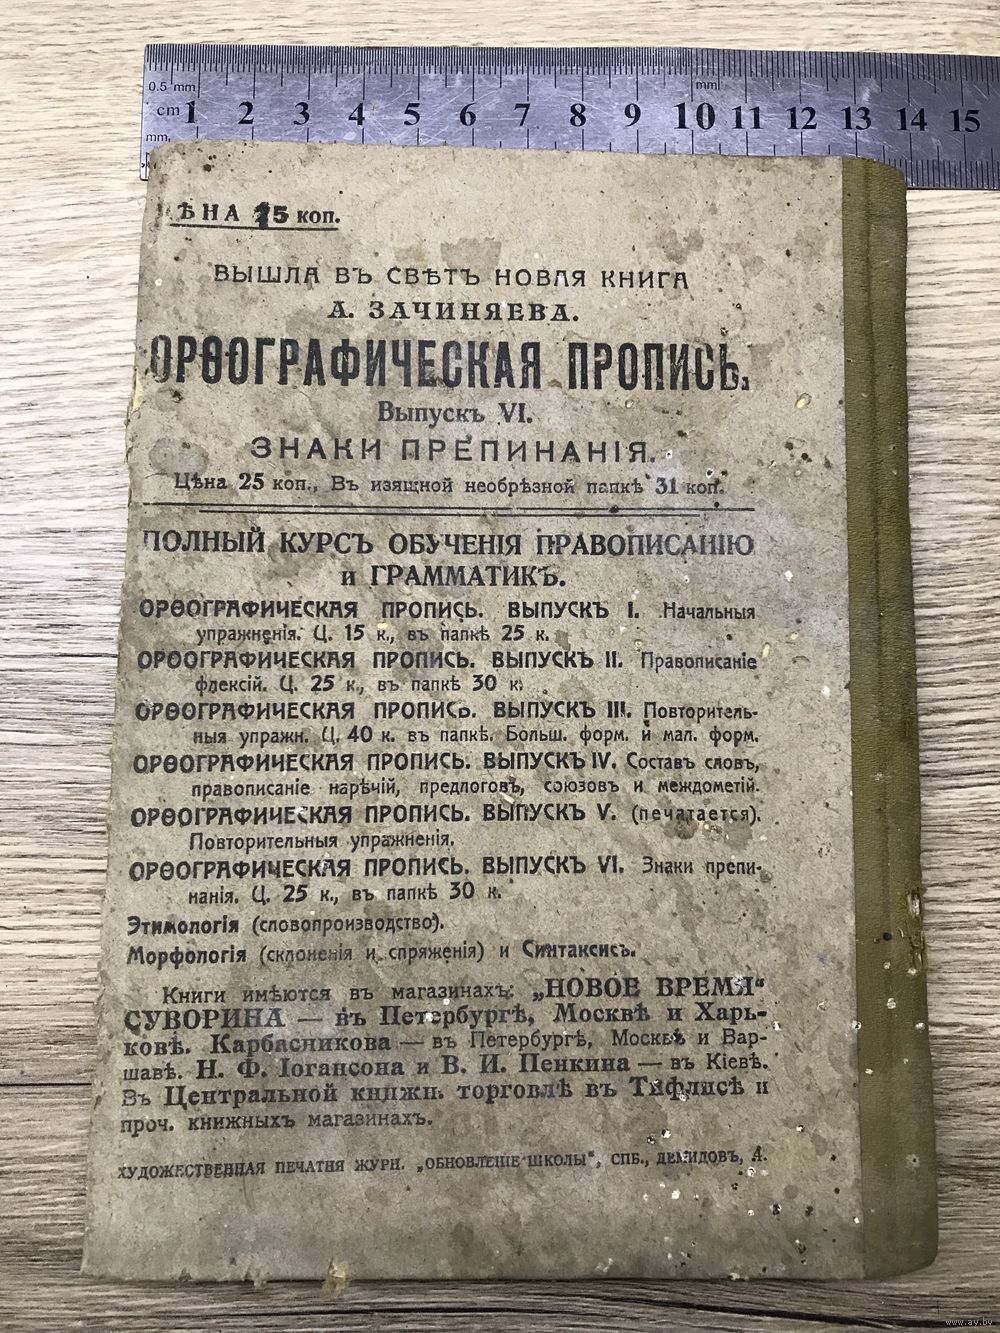 0.5 mm
mm
cm 1 2 3 4 5 6 7 8 9 10 11 12 13 14 15
mm.
ЦѢНА 25 коп.
ВЫШЛА ВЪ СВѢТЪ НОВАЯ КНИГА
А. ЗАЧИНЯЕВА.
ОРѲОГРАФИЧЕСКАЯ ПРОПИСЬ.
Выпускъ VI.
ЗНАКИ ПРЕПИНАНІЯ.
Цѣна 25 коп., Въ изящной необрѣзной папкѣ 31 коп.
ПОЛНЫЙ КУРСЪ ОБУЧЕНІЯ ПРАВОПИСАНІЮ
и ГРАММАТИКѢ.
ОРѲОГРАФИЧЕСКАЯ ПРОПИСЬ. ВЫПУСКЪ I. Начальныя
упражненія. Ц. 15 к., въ папкѣ 25 к.
ОРѲОГРАФИЧЕСКАЯ ПРОПИСЬ. ВЫПУСКЪ II. Правописаніе
флексій. Ц. 25 к., въ папкѣ 30 к.
ОРѲОГРАФИЧЕСКАЯ ПРОПИСЬ. ВЫПУСКЪ III. Повторитель-
ныя упражн. Ц. 40 к. въ папкѣ. Больш. форм. и мал. форм.
ОРѲОГРАФИЧЕСКАЯ ПРОПИСЬ. ВЫПУСКЪ IV. Составъ словъ,
правописаніе нарѣчій, предлоговъ, союзовъ и междометій.
ОРѲОГРАФИЧЕСКАЯ ПРОПИСЬ. ВЫПУСКЪ V. (печатается).
Повторительныя упражненія.
ОРѲОГРАФИЧЕСКАЯ ПРОПИСЬ. ВЫПУСКЪ VI. Знаки препи-
нанія. Ц. 25 к., въ папкѣ 30 к.
Этимологія (словопроизводство).
Морфологія (склоненія и спряженія) и Синтаксисъ.
Книги имѣются въ магазинахъ: „НОВОЕ ВРЕМЯ“
СУВОРИНА — въ Петербургѣ, Москвѣ и Харь-
ковѣ. Карбасникова — въ Петербургѣ, Москвѣ и Вар-
шавѣ. Н. Ф. Іогансона и В. И. Пенкина — въ Кіевѣ.
Въ Центральной книжн. торговлѣ въ Тифлисѣ и
проч. книжныхъ магазинахъ.
ХУДОЖЕСТВЕННАЯ ПЕЧАТНЯ ЖУРН. „ОБНОВЛЕНІЕ ШКОЛЫ“, СПБ., ДЕМИДОВЪ, 4.
www.ay.by